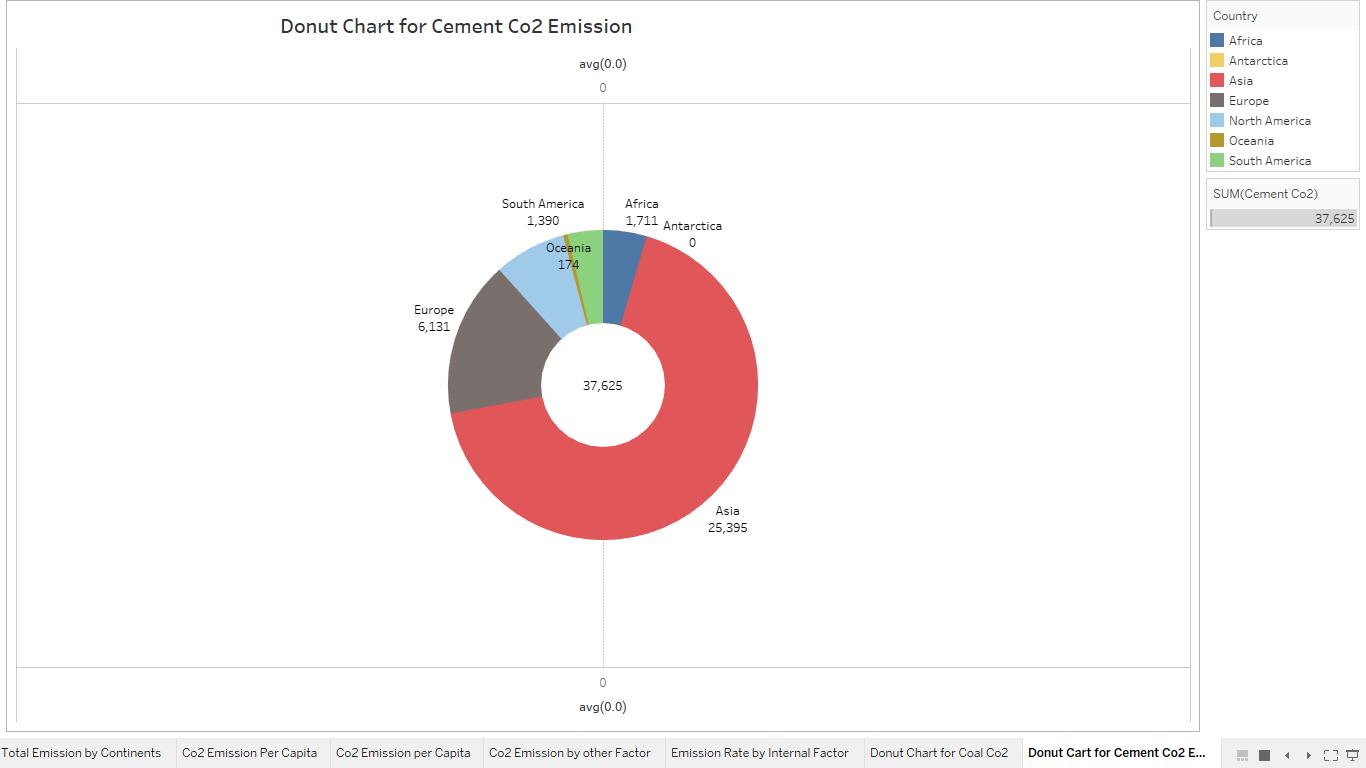 Donut Chart for Cement Co2 Emission
avg(0.0)
0
South America
1,390
Africa
1,711
Antarctica
0
Oceania
174
Europe
6,131
37,625
Asia
25,395
0
avg(0.0)
Country
Africa
Antarctica
Asia
Europe
North America
Oceania
South America
SUM(Cement Co2)
37,625
Total Emission by Continents
Co2 Emission Per Capita
Co2 Emission per Capita
Co2 Emission by other Factor
Emission Rate by Internal Factor
Donut Chart for Coal Co2
Donut Cart for Cement Co2 E...